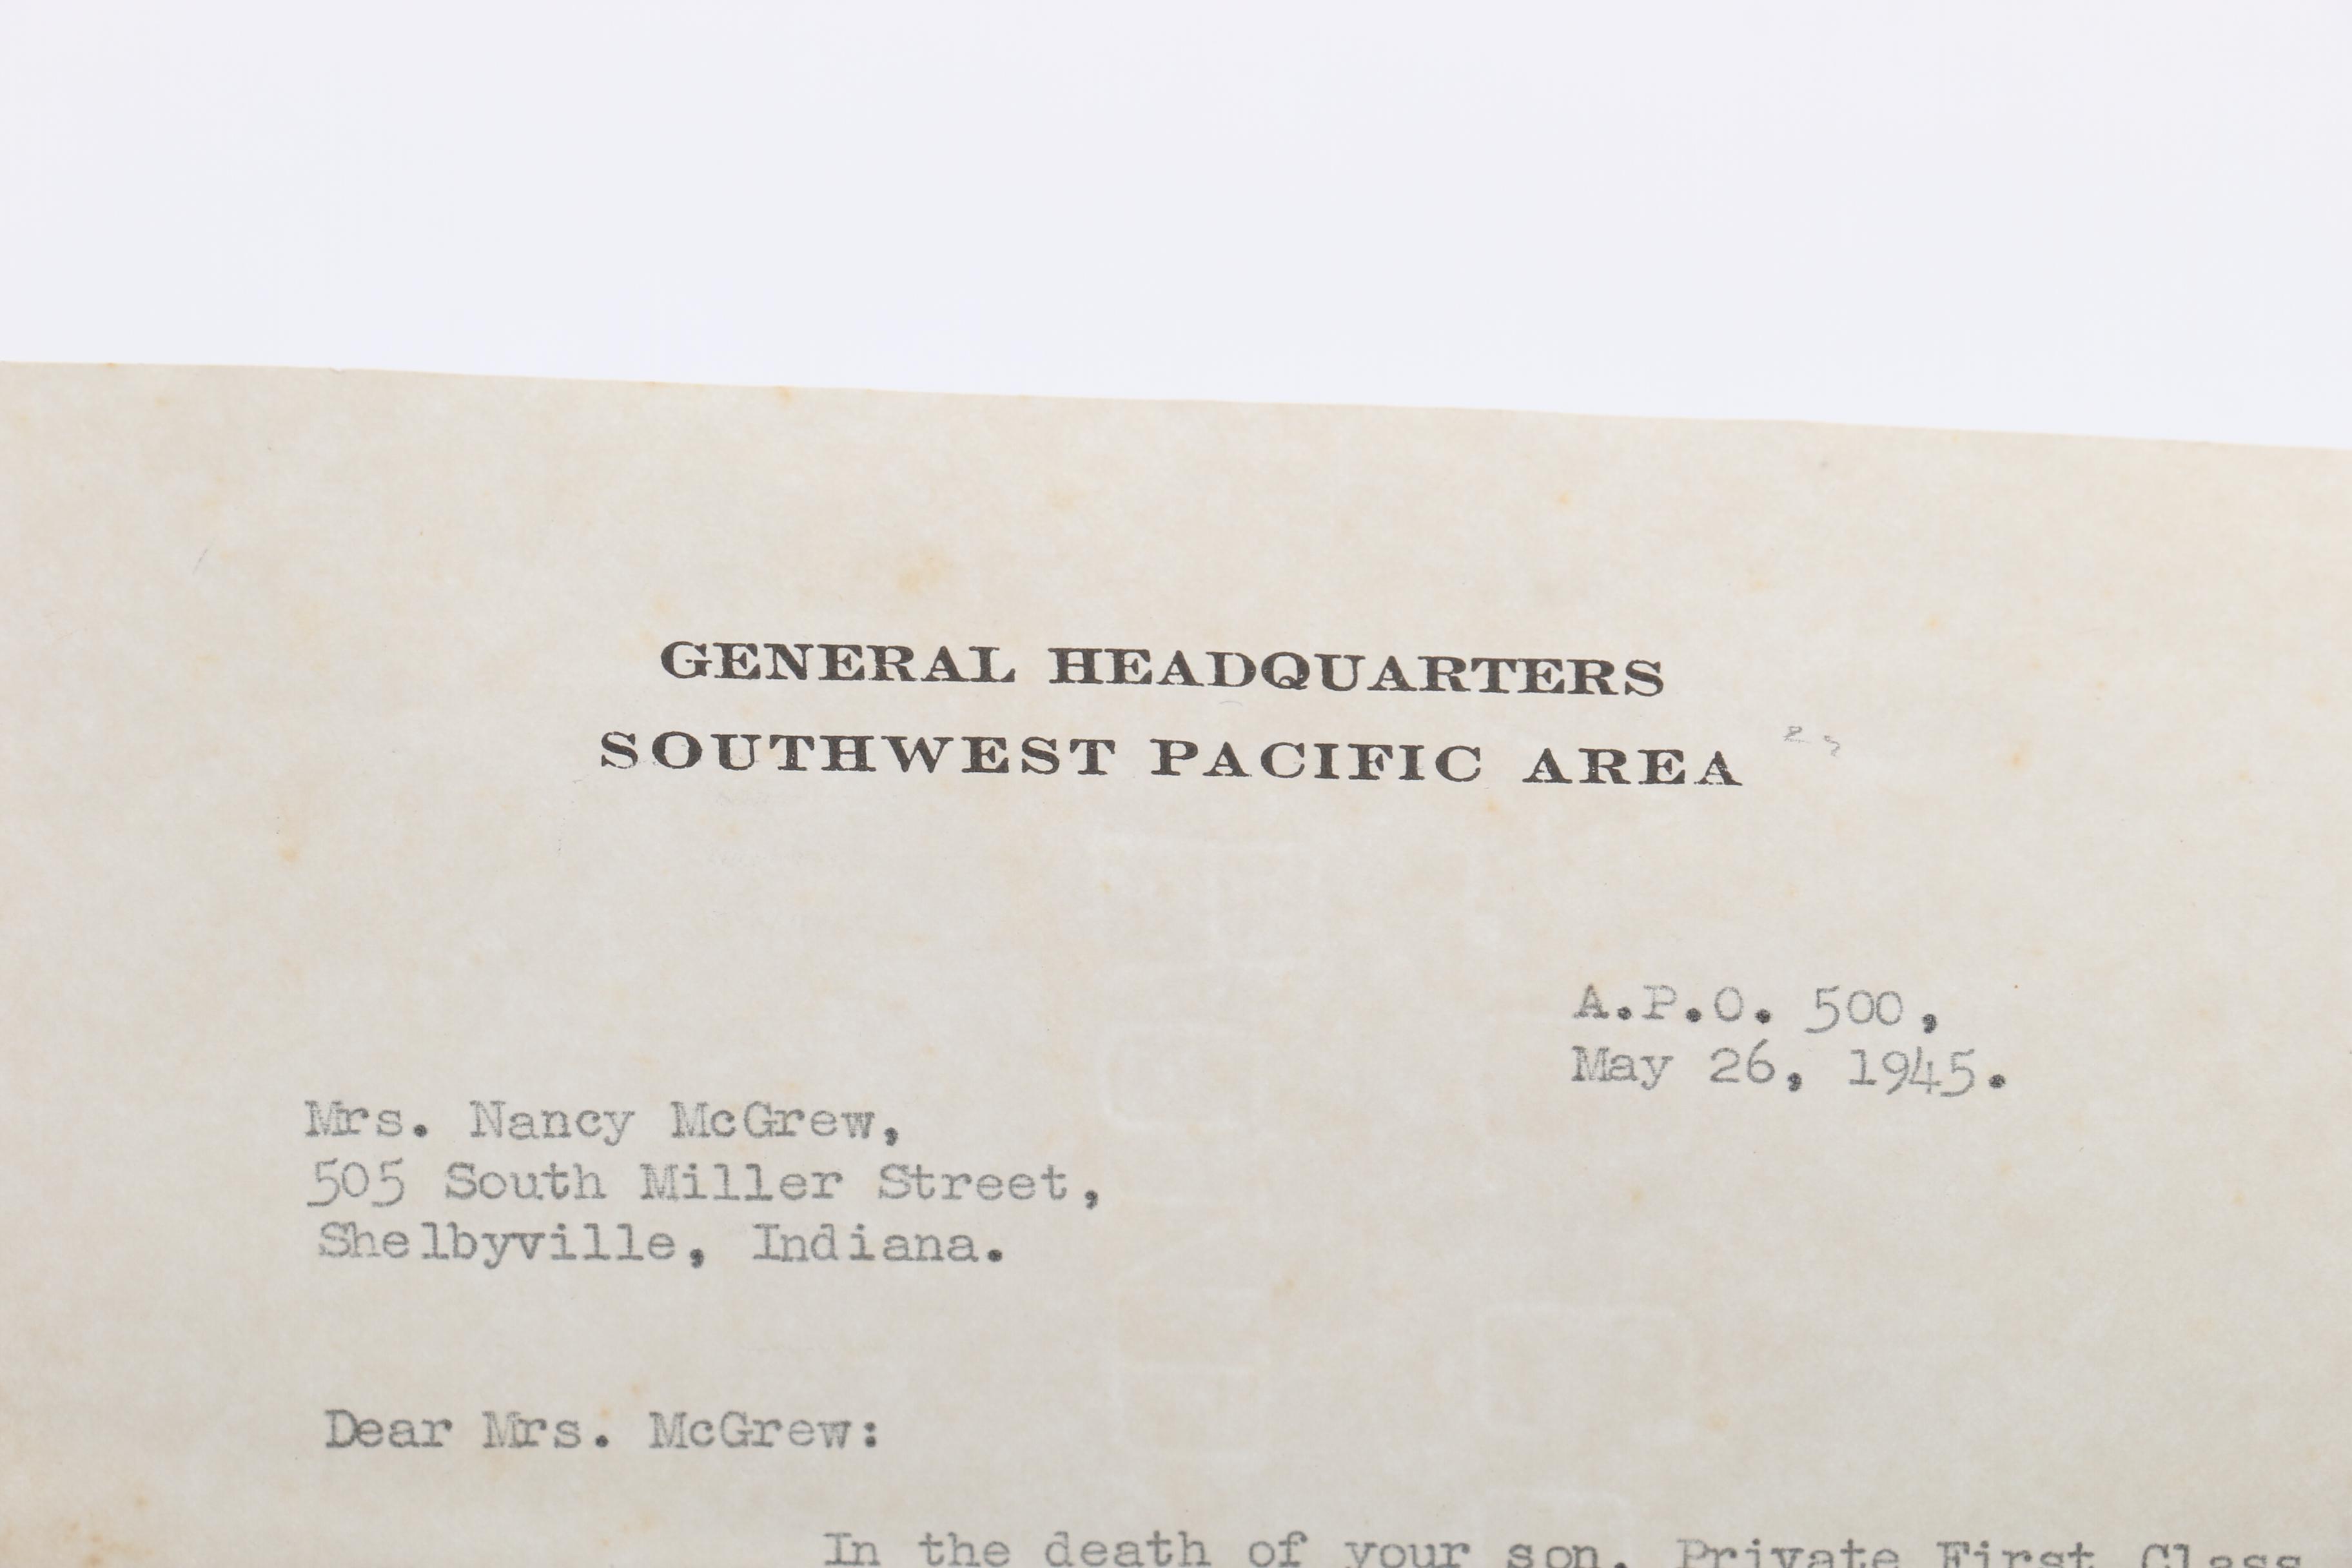 GENERAL HEADQUARTERS
SOUTHWEST PACIFIC AREA
A.P.O. 500,
May 26, 1945.
Mrs. Nancy McGrew,
505 South Miller Street,
Shelbyville, Indiana.
Dear Mrs. McGrew:
In the death of your son, Private First Class